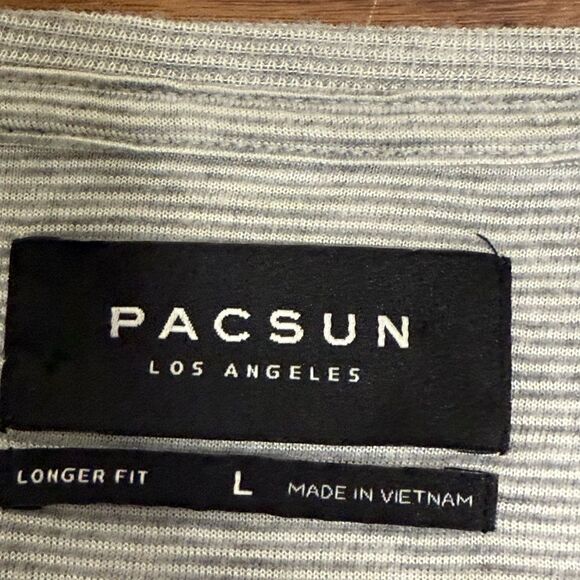 PACSUN
LOS ANGELES
LONGER FIT L MADE IN VIETNAM